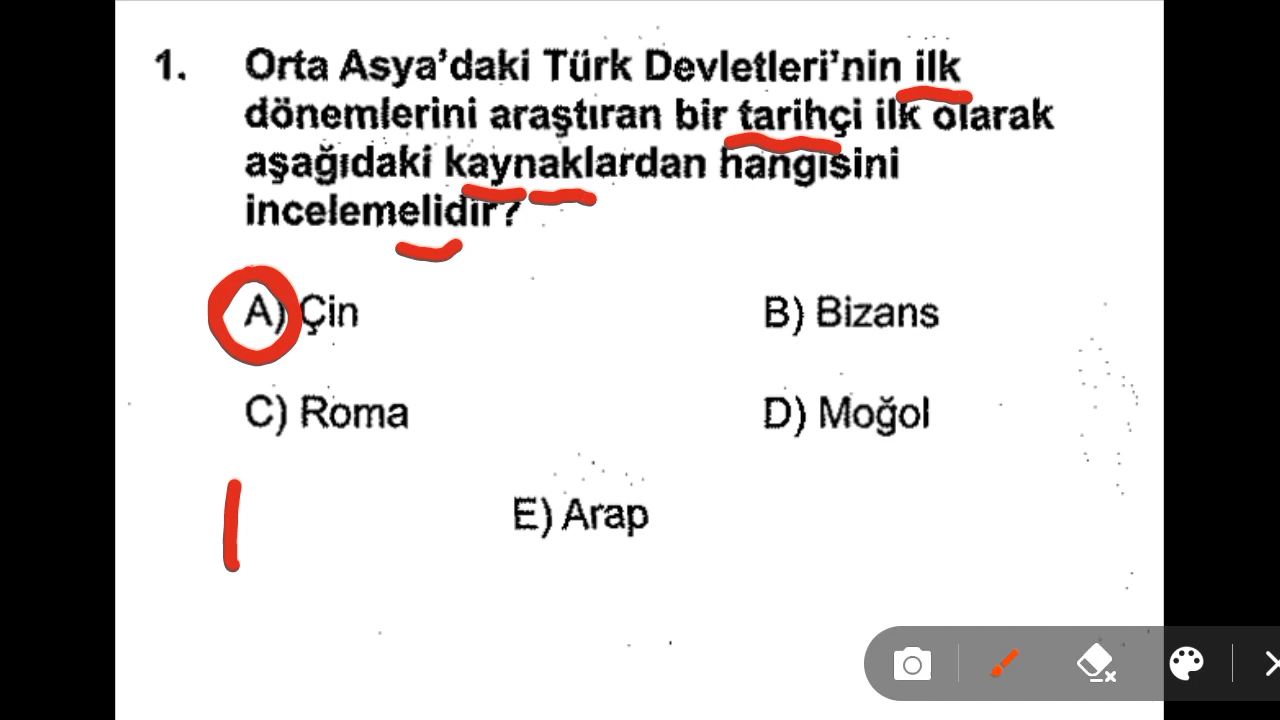 1. Orta Asya'daki Türk Devletleri'nin ilk
dönemlerini araştıran bir tarihçi ilk olarak
aşağıdaki kaynaklardan hangisini
incelemelidir?
A) Çin
B) Bizans
C) Roma
D) Moğol
E) Arap